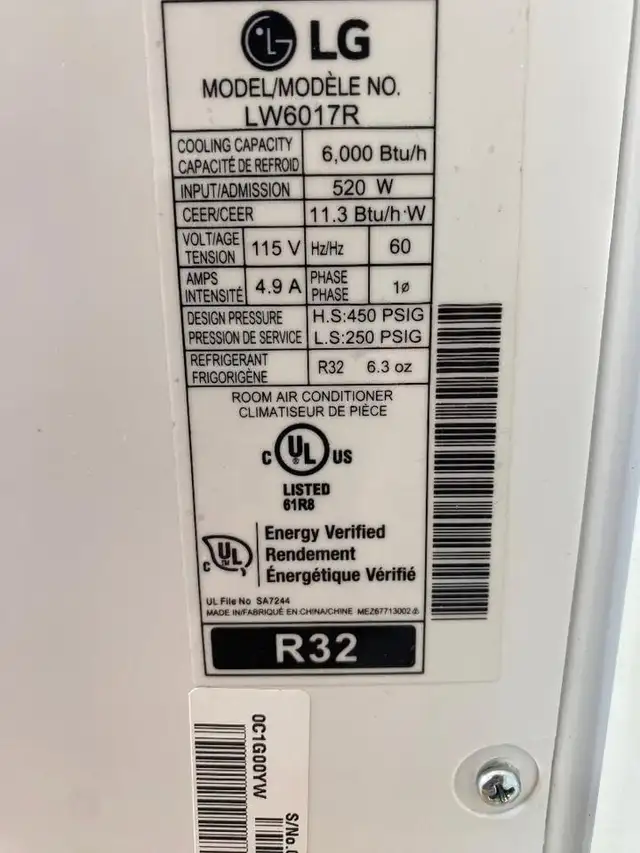 LG
MODEL/MODÈLE NO.
LW6017R
COOLING CAPACITY
CAPACITÉ DE REFROID
6,000 Btu/h
INPUT/ADMISSION 520 W
CEER/CEER 11.3 Btu/h·W
VOLT/AGE
TENSION
115 V Hz/Hz 60
AMPS
INTENSITÉ
4.9 A
PHASE
PHASE
1ø
DESIGN PRESSURE
PRESSION DE SERVICE
H.S:450 PSIG
L.S:250 PSIG
REFRIGERANT
FRIGORIGÈNE
R32 6.3 oz
ROOM AIR CONDITIONER
CLIMATISEUR DE PIÈCE
C UL ® US
LISTED
61R8
C UL
Energy Verified
Rendement
Énergétique Vérifié
UL File No SA7244
MADE IN/FABRIQUÉ EN:CHINA/CHINE MEZ67713002
R32
0C1G00YW
S/No.